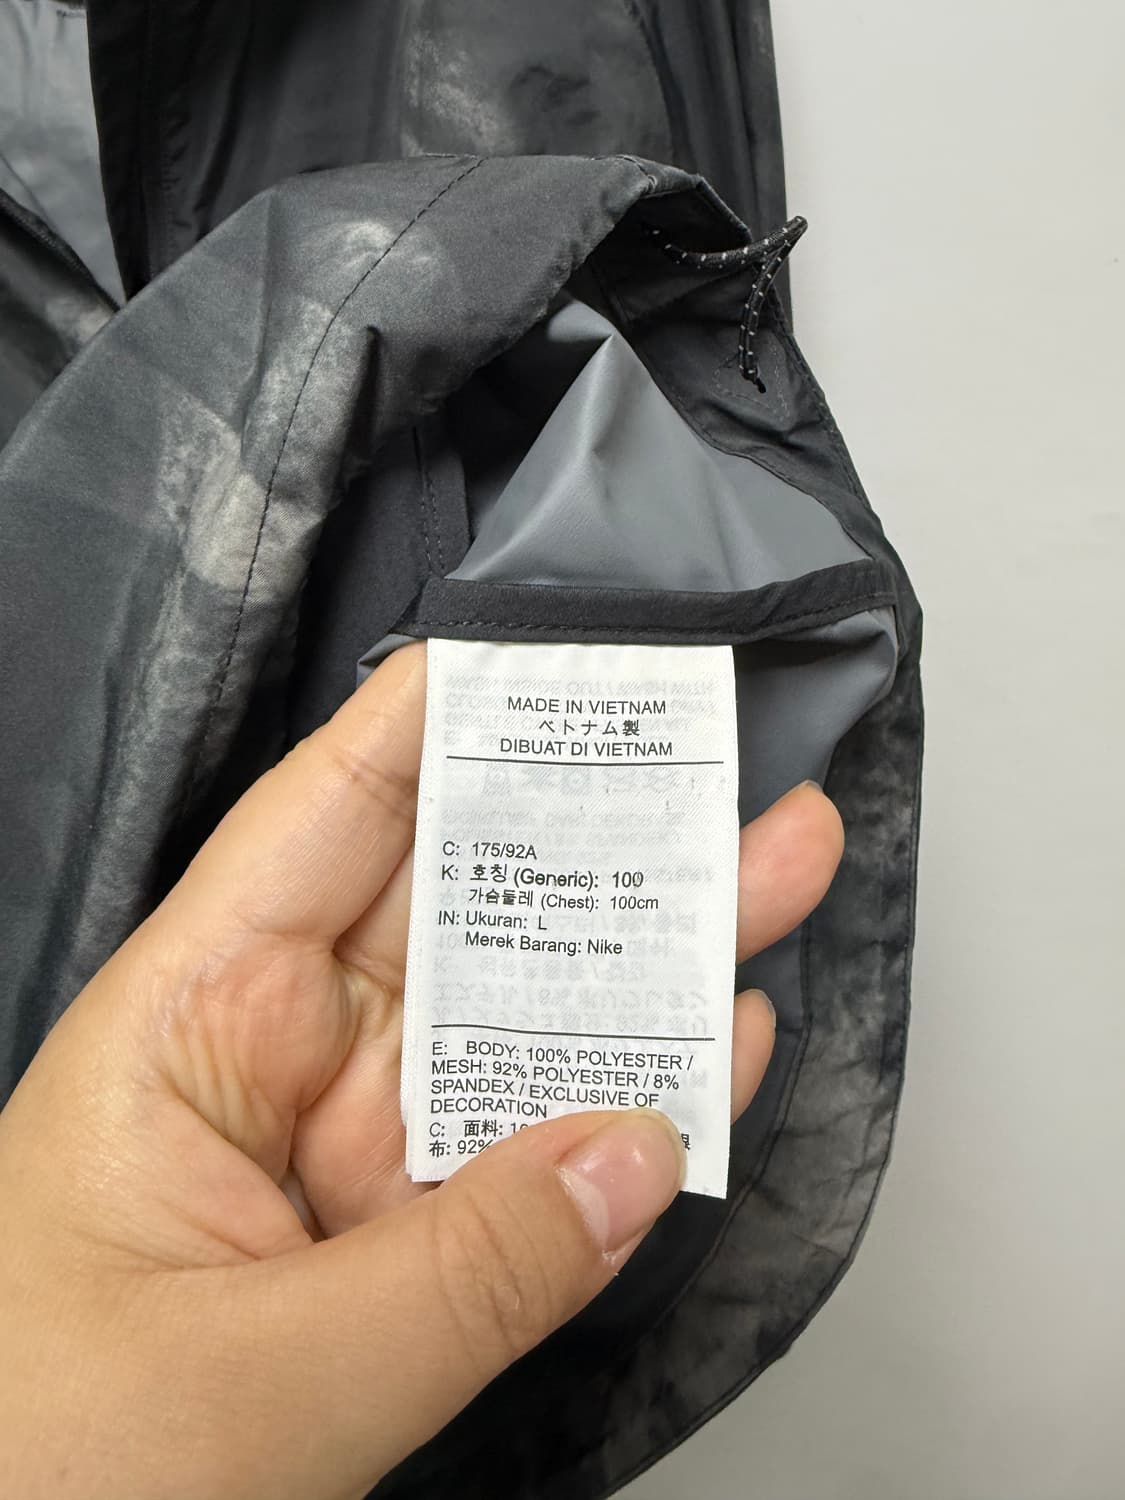 MADE IN VIETNAM
ベトナム製
DIBUAT DI VIETNAM
C: 175/92A
K: 호칭 (Generic): 100
가슴둘레 (Chest): 100cm
IN: Ukuran: L
Merek Barang: Nike
E: BODY: 100% POLYESTER /
MESH: 92% POLYESTER / 8%
SPANDEX / EXCLUSIVE OF
DECORATION
C: 面料:
布: 92%